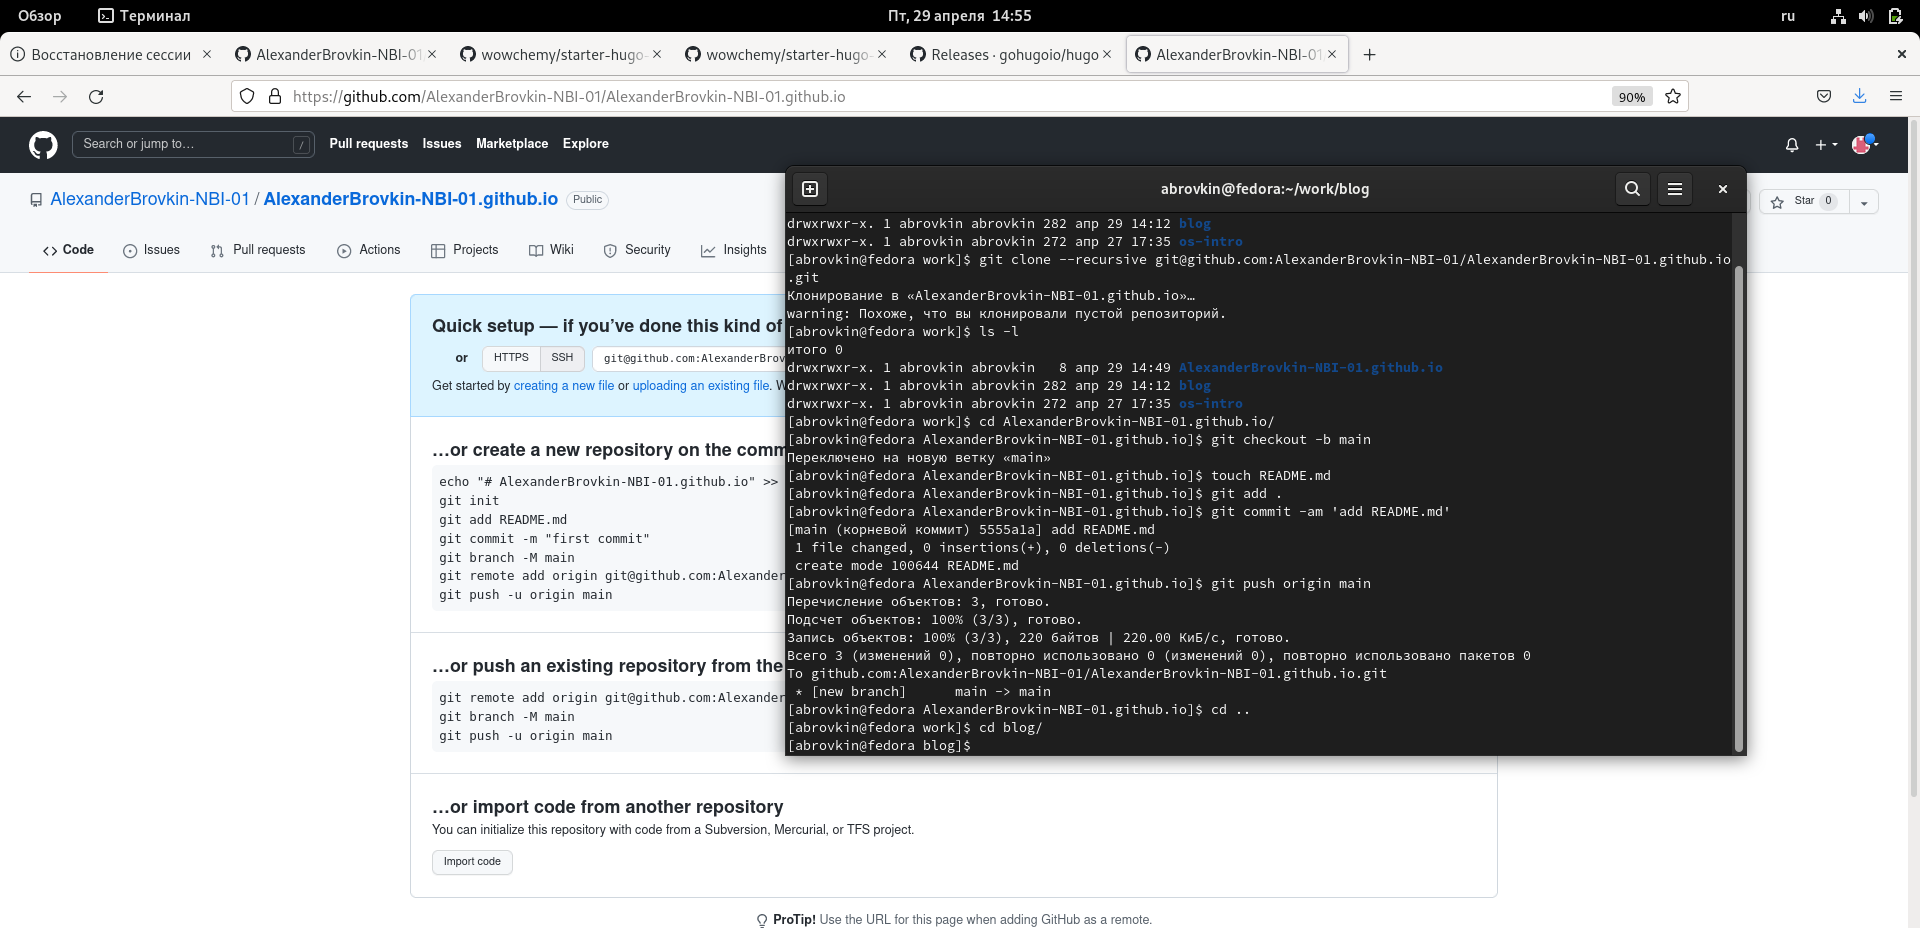 Обзор
Терминал
Пт, 29 апреля 14:55
ru
Восстановление сессии
AlexanderBrovkin-NBI-01
wowchemy/starter-hugo-
wowchemy/starter-hugo-
Releases · gohugoio/hugo
AlexanderBrovkin-NBI-01
https://github.com/AlexanderBrovkin-NBI-01/AlexanderBrovkin-NBI-01.github.io
90%
Search or jump to…
/
Pull requests
Issues
Marketplace
Explore
AlexanderBrovkin-NBI-01 / AlexanderBrovkin-NBI-01.github.io
Public
Star 0
Code
Issues
Pull requests
Actions
Projects
Wiki
Security
Insights
Quick setup — if you’ve done this kind of
or
HTTPS
SSH
git@github.com:AlexanderBrov
Get started by creating a new file or uploading an existing file. W
…or create a new repository on the comm
echo "# AlexanderBrovkin-NBI-01.github.io" >>
git init
git add README.md
git commit -m "first commit"
git branch -M main
git remote add origin git@github.com:Alexander
git push -u origin main
…or push an existing repository from the
git remote add origin git@github.com:Alexander
git branch -M main
git push -u origin main
…or import code from another repository
You can initialize this repository with code from a Subversion, Mercurial, or TFS project.
Import code
ProTip! Use the URL for this page when adding GitHub as a remote.
abrovkin@fedora:~/work/blog
drwxrwxr-x. 1 abrovkin abrovkin 282 апр 29 14:12 blog
drwxrwxr-x. 1 abrovkin abrovkin 272 апр 27 17:35 os-intro
[abrovkin@fedora work]$ git clone --recursive git@github.com:AlexanderBrovkin-NBI-01/AlexanderBrovkin-NBI-01.github.io
.git
Клонирование в «AlexanderBrovkin-NBI-01.github.io»…
warning: Похоже, что вы клонировали пустой репозиторий.
[abrovkin@fedora work]$ ls -l
итого 0
drwxrwxr-x. 1 abrovkin abrovkin   8 апр 29 14:49 AlexanderBrovkin-NBI-01.github.io
drwxrwxr-x. 1 abrovkin abrovkin 282 апр 29 14:12 blog
drwxrwxr-x. 1 abrovkin abrovkin 272 апр 27 17:35 os-intro
[abrovkin@fedora work]$ cd AlexanderBrovkin-NBI-01.github.io/
[abrovkin@fedora AlexanderBrovkin-NBI-01.github.io]$ git checkout -b main
Переключено на новую ветку «main»
[abrovkin@fedora AlexanderBrovkin-NBI-01.github.io]$ touch README.md
[abrovkin@fedora AlexanderBrovkin-NBI-01.github.io]$ git add .
[abrovkin@fedora AlexanderBrovkin-NBI-01.github.io]$ git commit -am 'add README.md'
[main (корневой коммит) 5555a1a] add README.md
 1 file changed, 0 insertions(+), 0 deletions(-)
 create mode 100644 README.md
[abrovkin@fedora AlexanderBrovkin-NBI-01.github.io]$ git push origin main
Перечисление объектов: 3, готово.
Подсчет объектов: 100% (3/3), готово.
Запись объектов: 100% (3/3), 220 байтов | 220.00 КиБ/с, готово.
Всего 3 (изменений 0), повторно использовано 0 (изменений 0), повторно использовано пакетов 0
To github.com:AlexanderBrovkin-NBI-01/AlexanderBrovkin-NBI-01.github.io.git
 * [new branch]      main -> main
[abrovkin@fedora AlexanderBrovkin-NBI-01.github.io]$ cd ..
[abrovkin@fedora work]$ cd blog/
[abrovkin@fedora blog]$